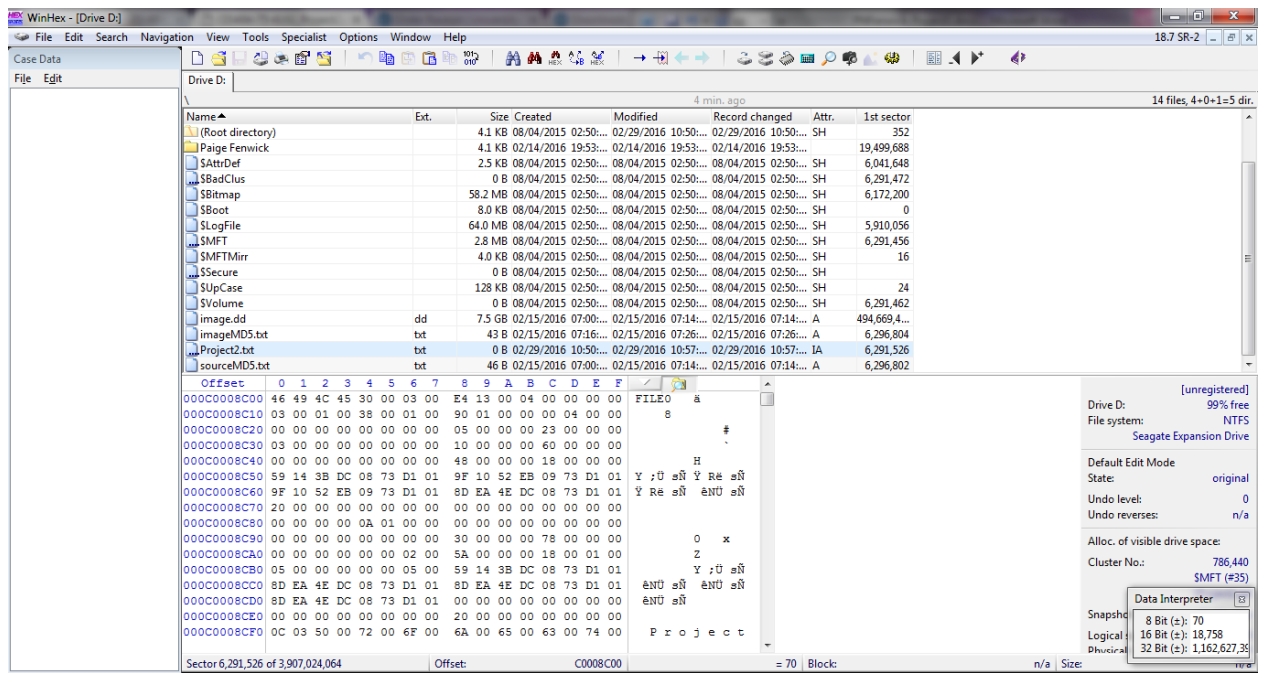 WinHex - [Drive D:]
File Edit Search Navigation View Tools Specialist Options Window Help 18.7 SR-2
Case Data
File Edit
Drive D:
\ 4 min. ago 14 files, 4+0+1=5 dir.
Name Ext. Size Created Modified Record changed Attr. 1st sector
(Root directory) 4.1 KB 08/04/2015 02:50:... 02/29/2016 10:50:... 02/29/2016 10:50:... SH 352
Paige Fenwick 4.1 KB 02/14/2016 19:53:... 02/14/2016 19:53:... 02/14/2016 19:53:... 19,499,688
$AttrDef 2.5 KB 08/04/2015 02:50:... 08/04/2015 02:50:... 08/04/2015 02:50:... SH 6,041,648
$BadClus 0 B 08/04/2015 02:50:... 08/04/2015 02:50:... 08/04/2015 02:50:... SH 6,291,472
$Bitmap 58.2 MB 08/04/2015 02:50:... 08/04/2015 02:50:... 08/04/2015 02:50:... SH 6,172,200
$Boot 8.0 KB 08/04/2015 02:50:... 08/04/2015 02:50:... 08/04/2015 02:50:... SH 0
$LogFile 64.0 MB 08/04/2015 02:50:... 08/04/2015 02:50:... 08/04/2015 02:50:... SH 5,910,056
$MFT 2.8 MB 08/04/2015 02:50:... 08/04/2015 02:50:... 08/04/2015 02:50:... SH 6,291,456
$MFTMirr 4.0 KB 08/04/2015 02:50:... 08/04/2015 02:50:... 08/04/2015 02:50:... SH 16
$Secure 0 B 08/04/2015 02:50:... 08/04/2015 02:50:... 08/04/2015 02:50:... SH
$UpCase 128 KB 08/04/2015 02:50:... 08/04/2015 02:50:... 08/04/2015 02:50:... SH 24
$Volume 0 B 08/04/2015 02:50:... 08/04/2015 02:50:... 08/04/2015 02:50:... SH 6,291,462
image.dd dd 7.5 GB 02/15/2016 07:00:... 02/15/2016 07:14:... 02/15/2016 07:14:... A 494,669,4...
imageMD5.txt txt 43 B 02/15/2016 07:16:... 02/15/2016 07:26:... 02/15/2016 07:26:... A 6,296,804
Project2.txt txt 0 B 02/29/2016 10:50:... 02/29/2016 10:57:... 02/29/2016 10:57:... IA 6,291,526
sourceMD5.txt txt 46 B 02/15/2016 07:00:... 02/15/2016 07:14:... 02/15/2016 07:14:... A 6,296,802
Offset 0 1 2 3 4 5 6 7 8 9 A B C D E F
000C0008C00 46 49 4C 45 30 00 03 00 E4 13 00 04 00 00 00 00 FILE0 ä
000C0008C10 03 00 01 00 38 00 01 00 90 01 00 00 00 04 00 00 8
000C0008C20 00 00 00 00 00 00 00 00 05 00 00 00 23 00 00 00 #
000C0008C30 03 00 00 00 00 00 00 00 10 00 00 00 60 00 00 00 `
000C0008C40 00 00 00 00 00 00 00 00 48 00 00 00 18 00 00 00 H
000C0008C50 59 14 3B DC 08 73 D1 01 9F 10 52 EB 09 73 D1 01 Y ;Ü sÑ Ÿ Rë sÑ
000C0008C60 9F 10 52 EB 09 73 D1 01 8D EA 4E DC 08 73 D1 01 Ÿ Rë sÑ êNÜ sÑ
000C0008C70 20 00 00 00 00 00 00 00 00 00 00 00 00 00 00 00
000C0008C80 00 00 00 00 0A 01 00 00 00 00 00 00 00 00 00 00
000C0008C90 00 00 00 00 00 00 00 00 30 00 00 00 78 00 00 00 0 x
000C0008CA0 00 00 00 00 00 00 02 00 5A 00 00 00 18 00 01 00 Z
000C0008CB0 05 00 00 00 00 00 05 00 59 14 3B DC 08 73 D1 01 Y ;Ü sÑ
000C0008CC0 8D EA 4E DC 08 73 D1 01 8D EA 4E DC 08 73 D1 01 êNÜ sÑ êNÜ sÑ
000C0008CD0 8D EA 4E DC 08 73 D1 01 00 00 00 00 00 00 00 00 êNÜ sÑ
000C0008CE0 00 00 00 00 00 00 00 00 20 00 00 00 00 00 00 00
000C0008CF0 0C 03 50 00 72 00 6F 00 6A 00 65 00 63 00 74 00 P r o j e c t
[unregistered]
Drive D: 99% free
File system: NTFS
Seagate Expansion Drive
Default Edit Mode
State: original
Undo level: 0
Undo reverses: n/a
Alloc. of visible drive space:
Cluster No.: 786,440
$MFT (#35)
Data Interpreter
8 Bit (±): 70
16 Bit (±): 18,758
32 Bit (±): 1,162,627,39
Logical
Sector 6,291,526 of 3,907,024,064 Offset: C0008C00 = 70 Block: n/a Size: n/a